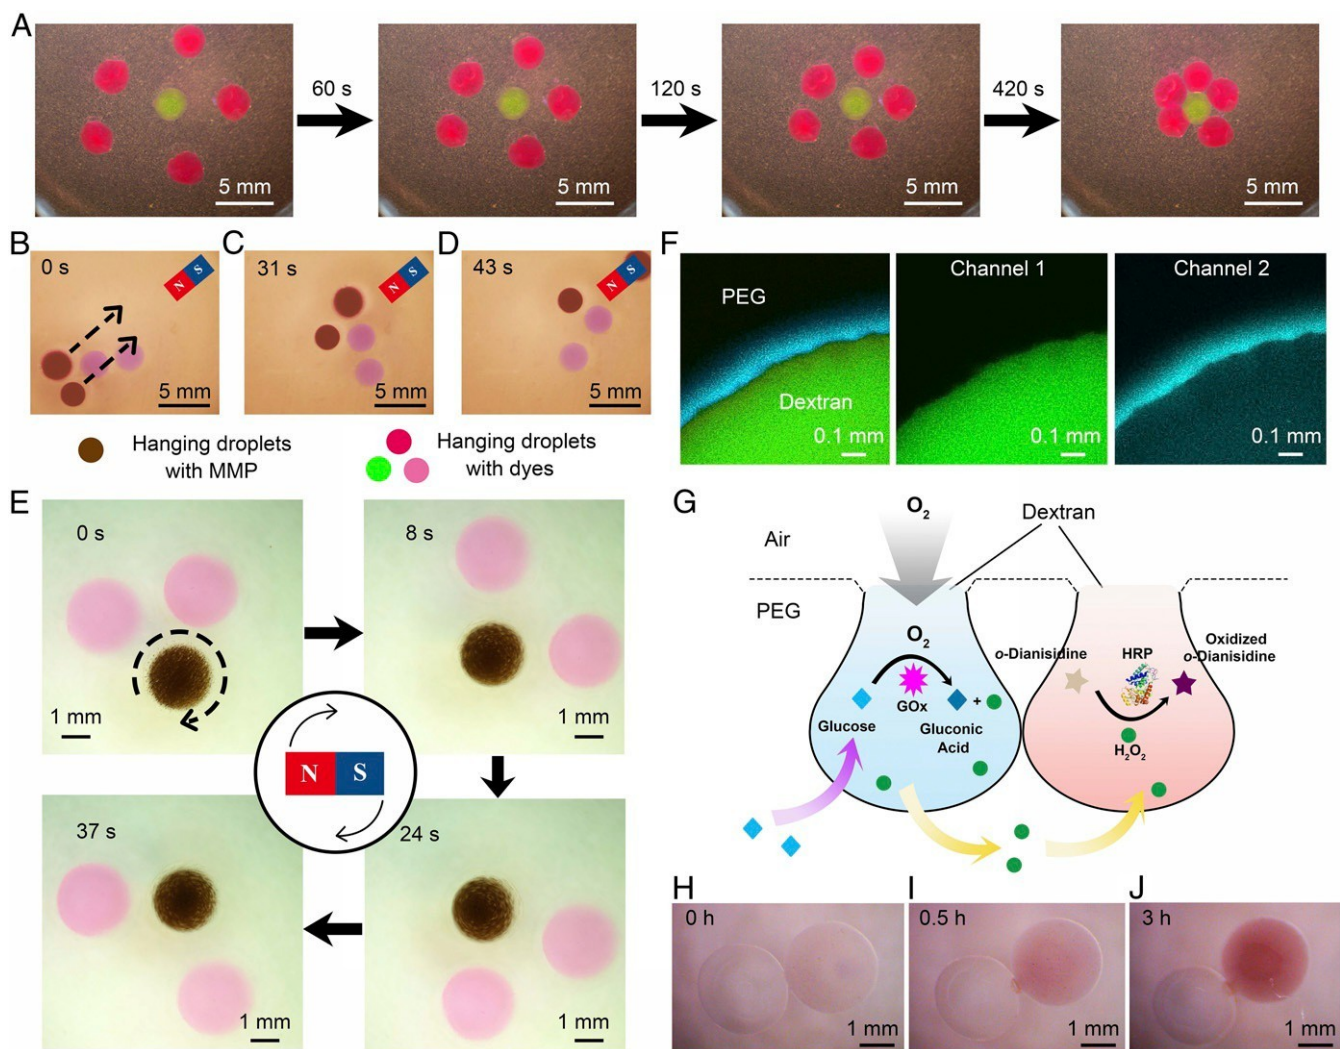 A
60 s
120 s
420 s
5 mm
5 mm
5 mm
5 mm
B
0 s
N S
5 mm
C
31 s
N S
5 mm
D
43 s
N S
5 mm
Hanging droplets
with MMP
Hanging droplets
with dyes
E
0 s
1 mm
8 s
1 mm
N S
37 s
1 mm
24 s
1 mm
F
PEG
Dextran
0.1 mm
Channel 1
0.1 mm
Channel 2
0.1 mm
G
O2
Dextran
Air
PEG
O2
Glucose
GOx
+
Gluconic
Acid
o-Dianisidine
HRP
Oxidized
o-Dianisidine
H2O2
H
0 h
1 mm
I
0.5 h
1 mm
J
3 h
1 mm